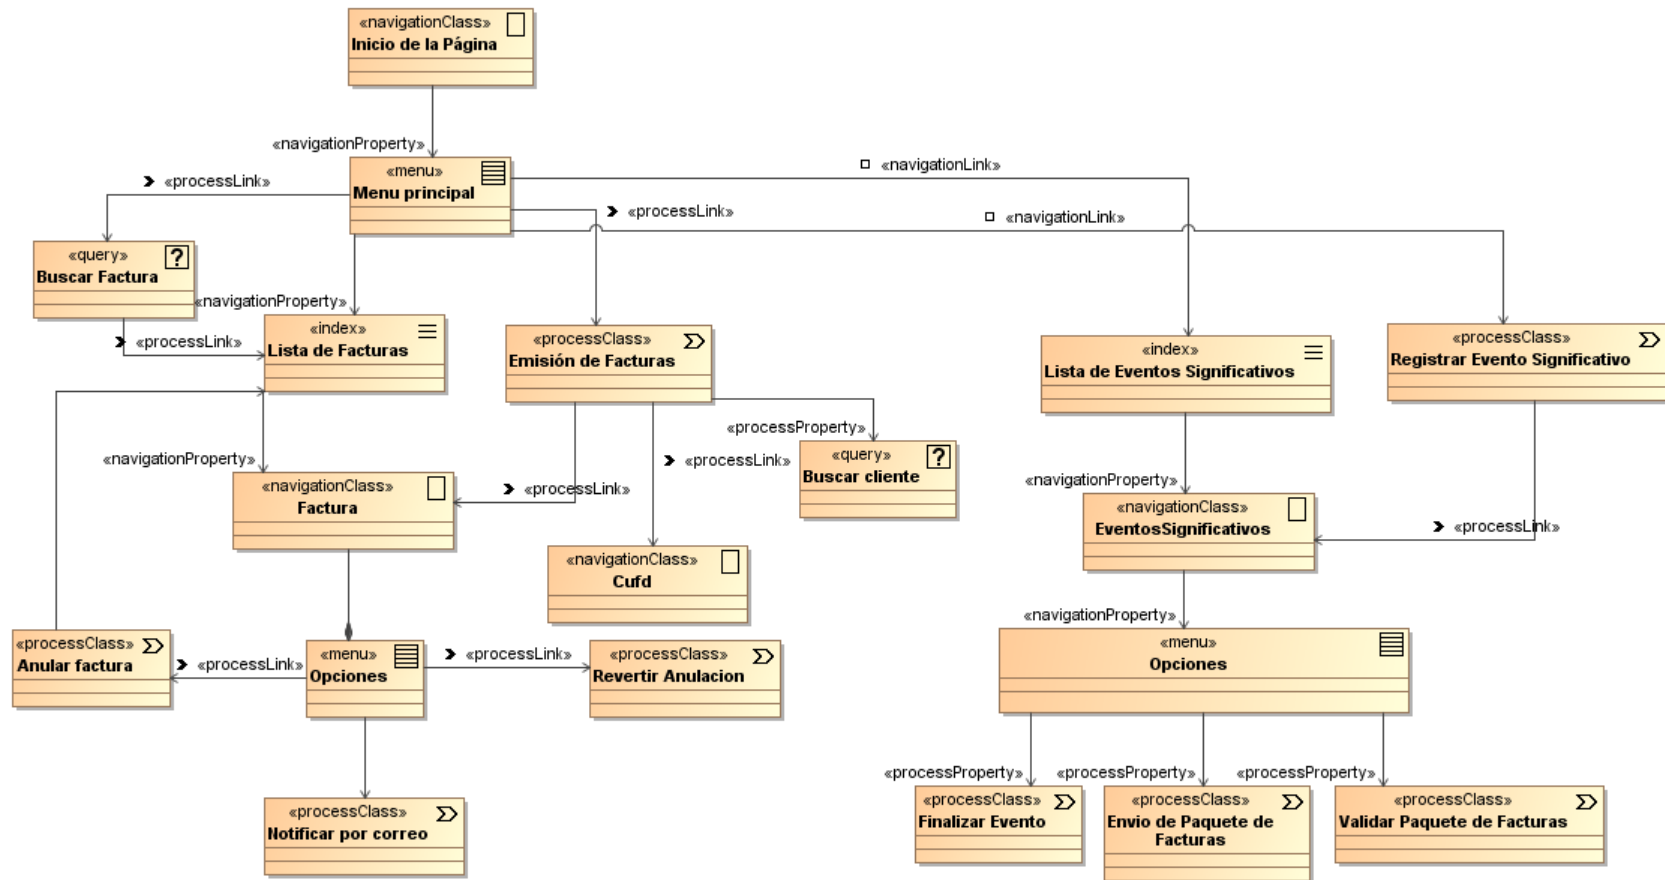 «navigationClass»
Inicio de la Página
«navigationProperty»
«menu»
Menu principal
«processLink»
«navigationLink»
«processLink»
«navigationLink»
«query»
Buscar Factura
«navigationProperty»
«processLink»
«index»
Lista de Facturas
«processClass»
Emisión de Facturas
«index»
Lista de Eventos Significativos
«processClass»
Registrar Evento Significativo
«processProperty»
«query»
Buscar cliente
«navigationProperty»
«processLink»
«navigationClass»
Factura
«processLink»
«navigationProperty»
«navigationClass»
EventosSignificativos
«processLink»
«navigationClass»
Cufd
«navigationProperty»
«processClass»
Anular factura
«processLink»
«menu»
Opciones
«processLink»
«processClass»
Revertir Anulacion
«menu»
Opciones
«processClass»
Notificar por correo
«processProperty»
«processProperty»
«processProperty»
«processClass»
Finalizar Evento
«processClass»
Envio de Paquete de
Facturas
«processClass»
Validar Paquete de Facturas